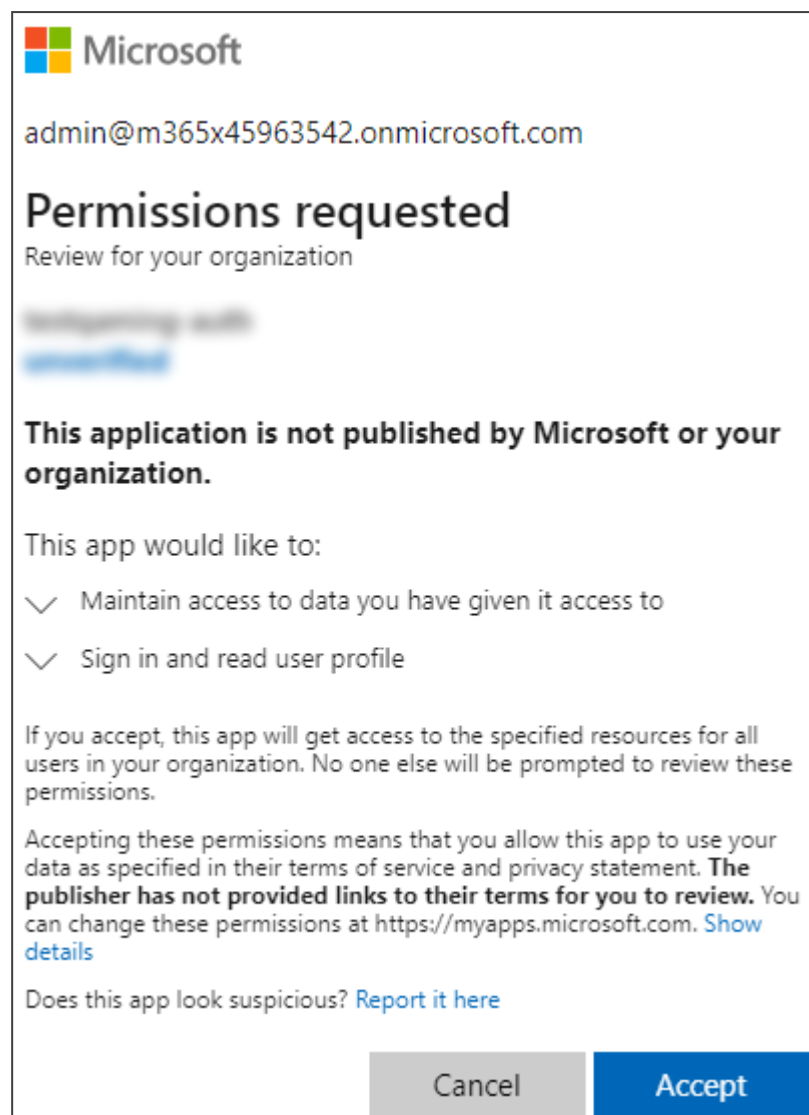 Microsoft
admin@m365x45963542.onmicrosoft.com
Permissions requested
Review for your organization
unverified
This application is not published by Microsoft or your
organization.
This app would like to:
Maintain access to data you have given it access to
Sign in and read user profile
If you accept, this app will get access to the specified resources for all
users in your organization. No one else will be prompted to review these
permissions.
Accepting these permissions means that you allow this app to use your
data as specified in their terms of service and privacy statement. The
publisher has not provided links to their terms for you to review. You
can change these permissions at https://myapps.microsoft.com. Show
details
Does this app look suspicious? Report it here
Cancel
Accept